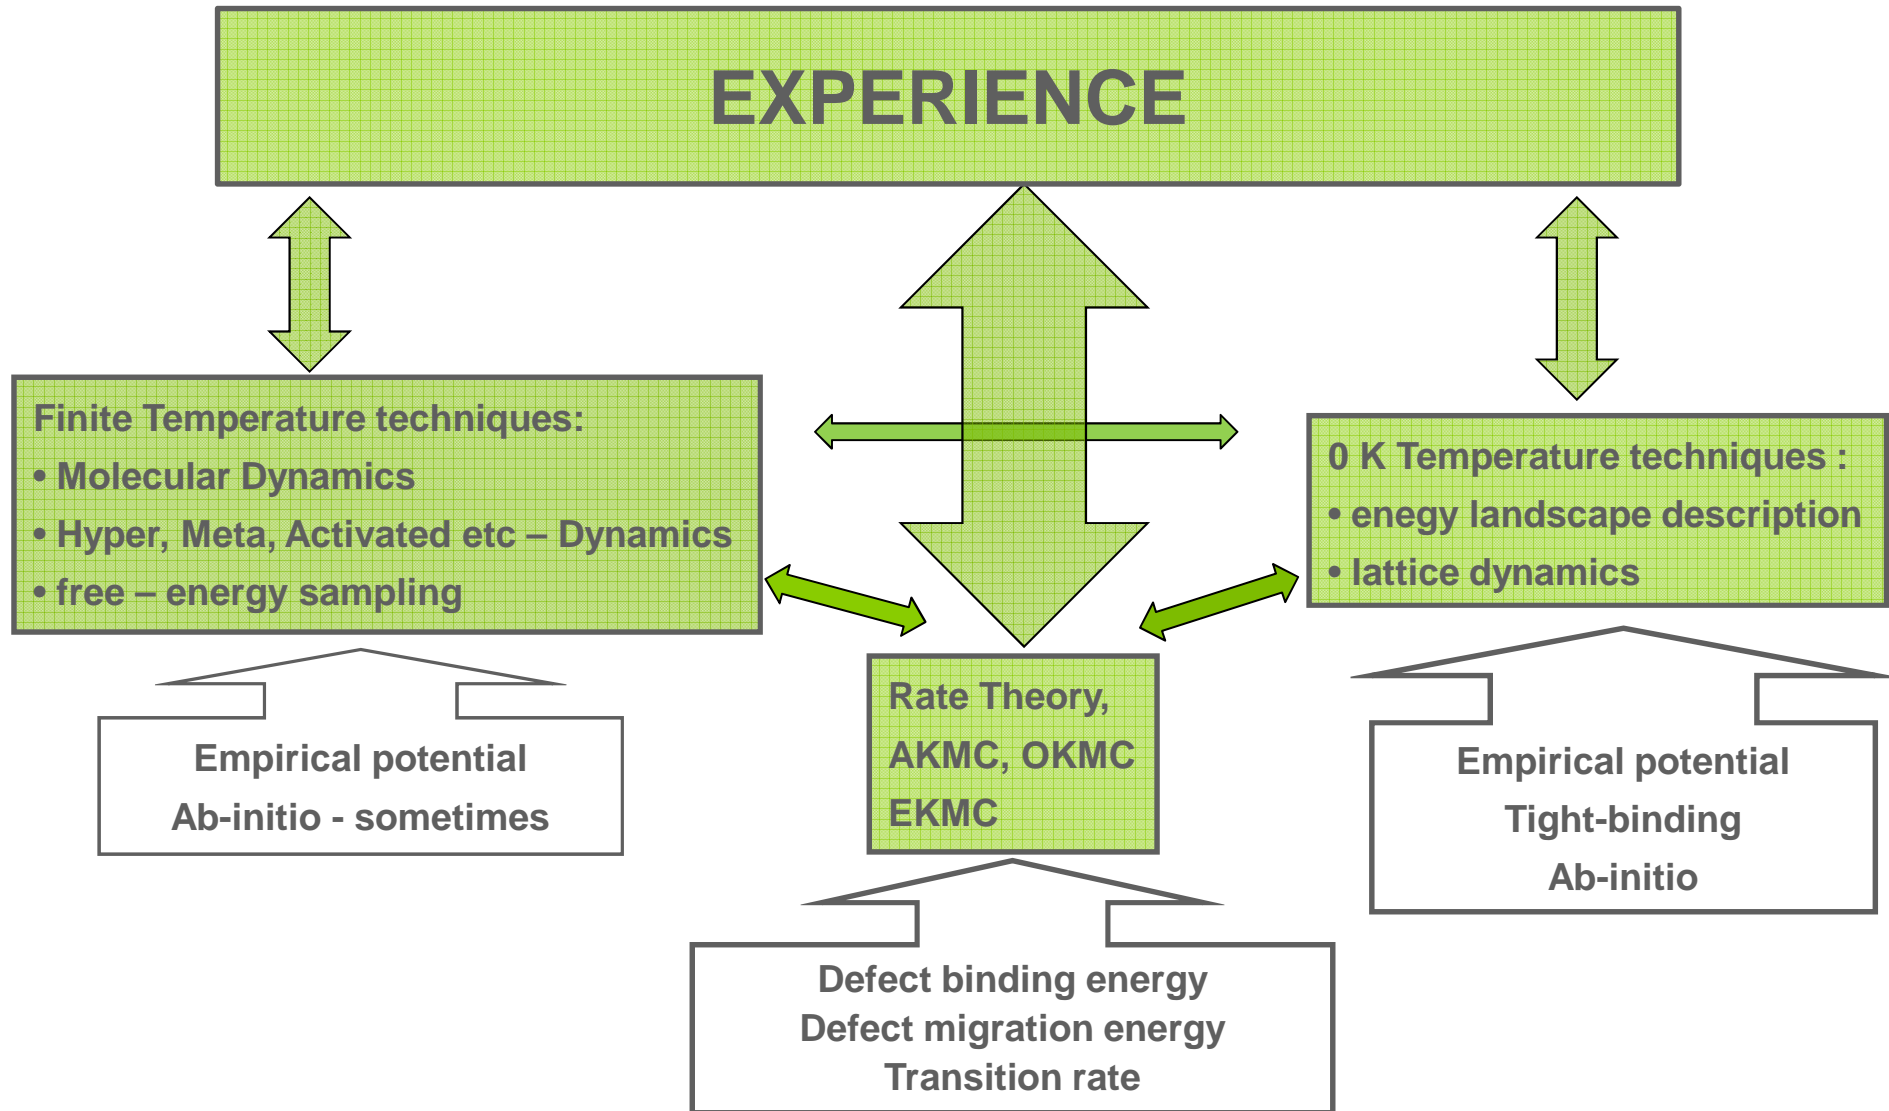 EXPERIENCE
Finite Temperature techniques:
• Molecular Dynamics
• Hyper, Meta, Activated etc – Dynamics
• free – energy sampling
0 K Temperature techniques :
• enegy landscape description
• lattice dynamics
Rate Theory,
AKMC, OKMC
EKMC
Empirical potential
Ab-initio - sometimes
Empirical potential
Tight-binding
Ab-initio
Defect binding energy
Defect migration energy
Transition rate